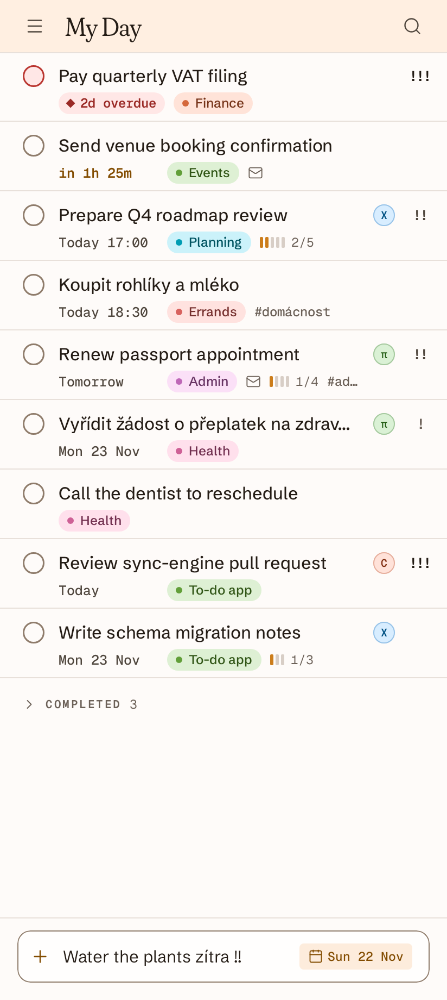 My Day
Pay quarterly VAT filing !!!
2d overdue Finance
Send venue booking confirmation
in 1h 25m Events
Prepare Q4 roadmap review X !!
Today 17:00 Planning 2/5
Koupit rohlíky a mléko
Today 18:30 Errands #domácnost
Renew passport appointment π !!
Tomorrow Admin 1/4 #ad…
Vyřídit žádost o přeplatek na zdrav… π !
Mon 23 Nov Health
Call the dentist to reschedule
Health
Review sync-engine pull request C !!!
Today To-do app
Write schema migration notes X
Mon 23 Nov To-do app 1/3
COMPLETED 3
Water the plants zítra !! Sun 22 Nov